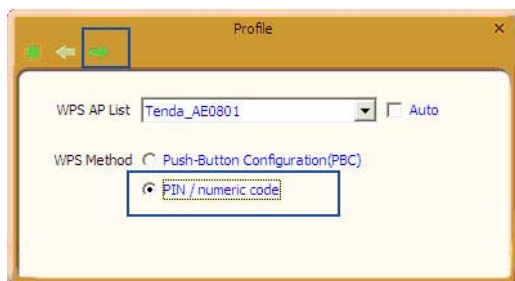 Profile
WPS AP List Tenda_AE0801 Auto
WPS Method Push-Button Configuration(PBC)
PIN / numeric code